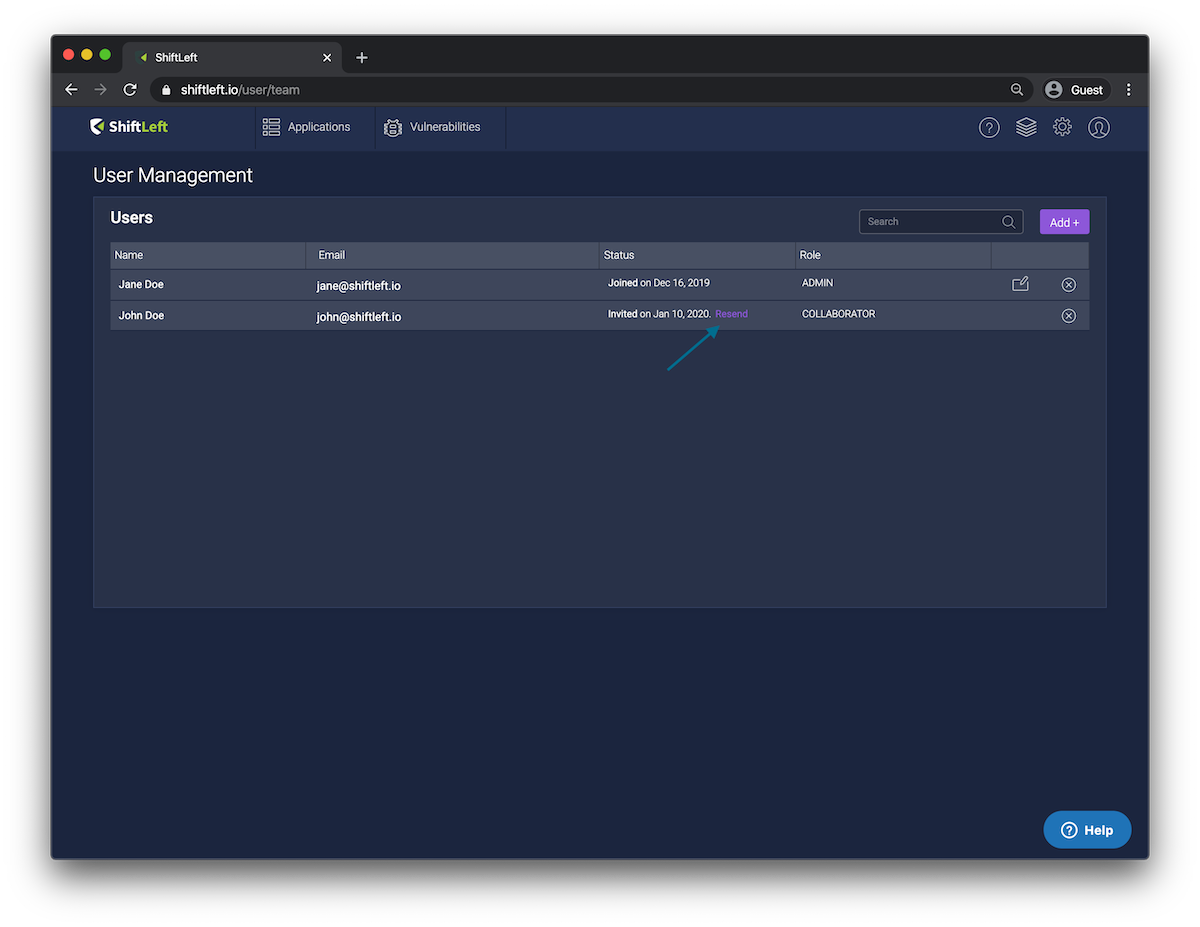 ShiftLeft
shiftleft.io/user/team
Guest
ShiftLeft Applications Vulnerabilities
User Management
Users
Search
Add +
Name Email Status Role
Jane Doe jane@shiftleft.io Joined on Dec 16, 2019 ADMIN
John Doe john@shiftleft.io Invited on Jan 10, 2020. Resend COLLABORATOR
? Help